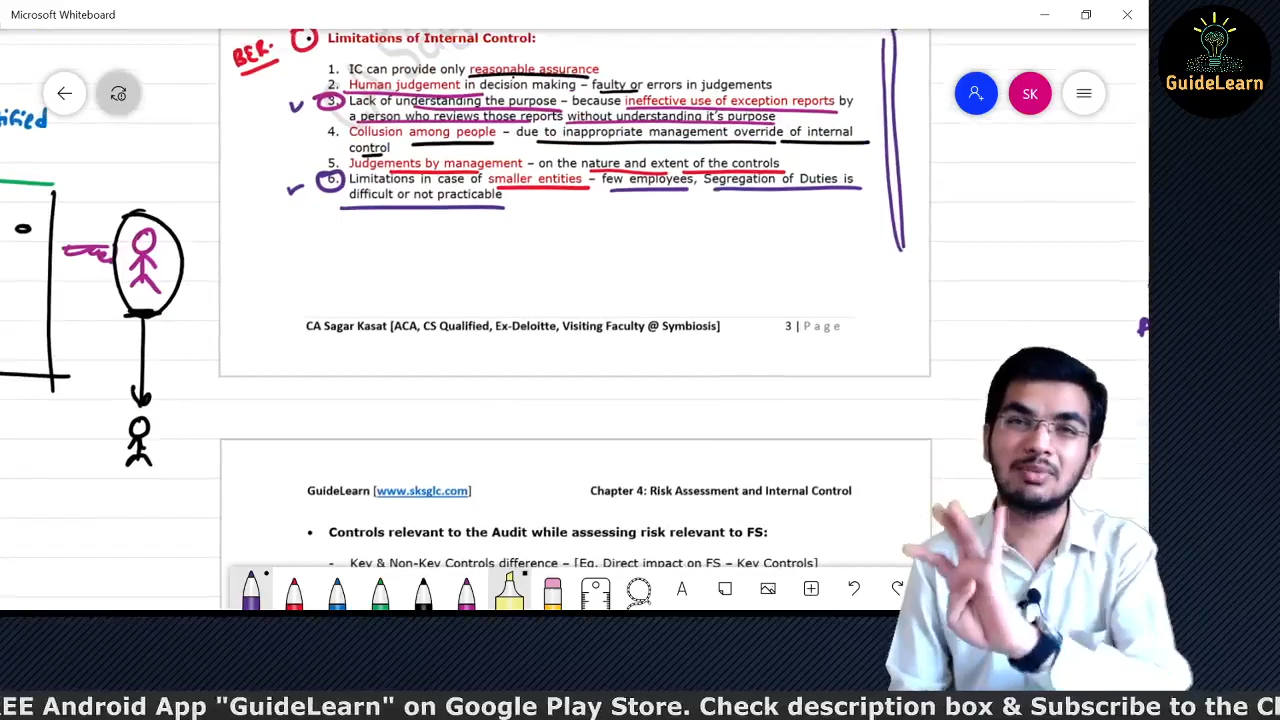 Microsoft Whiteboard
GuideLearn
SK
BER.
Limitations of Internal Control:
1. IC can provide only reasonable assurance
2. Human judgement in decision making – faulty or errors in judgements
3. Lack of understanding the purpose – because ineffective use of exception reports by
a person who reviews those reports without understanding it's purpose
4. Collusion among people – due to inappropriate management override of internal
control
5. Judgements by management – on the nature and extent of the controls
6. Limitations in case of smaller entities – few employees, Segregation of Duties is
difficult or not practicable
CA Sagar Kasat [ACA, CS Qualified, Ex-Deloitte, Visiting Faculty @ Symbiosis] 3 | Page
GuideLearn [www.sksglc.com] Chapter 4: Risk Assessment and Internal Control
• Controls relevant to the Audit while assessing risk relevant to FS:
- Key & Non-Key Controls difference – [Eg. Direct impact on FS – Key Controls]
EE Android App "GuideLearn" on Google Play Store. Check description box & Subscribe to the C